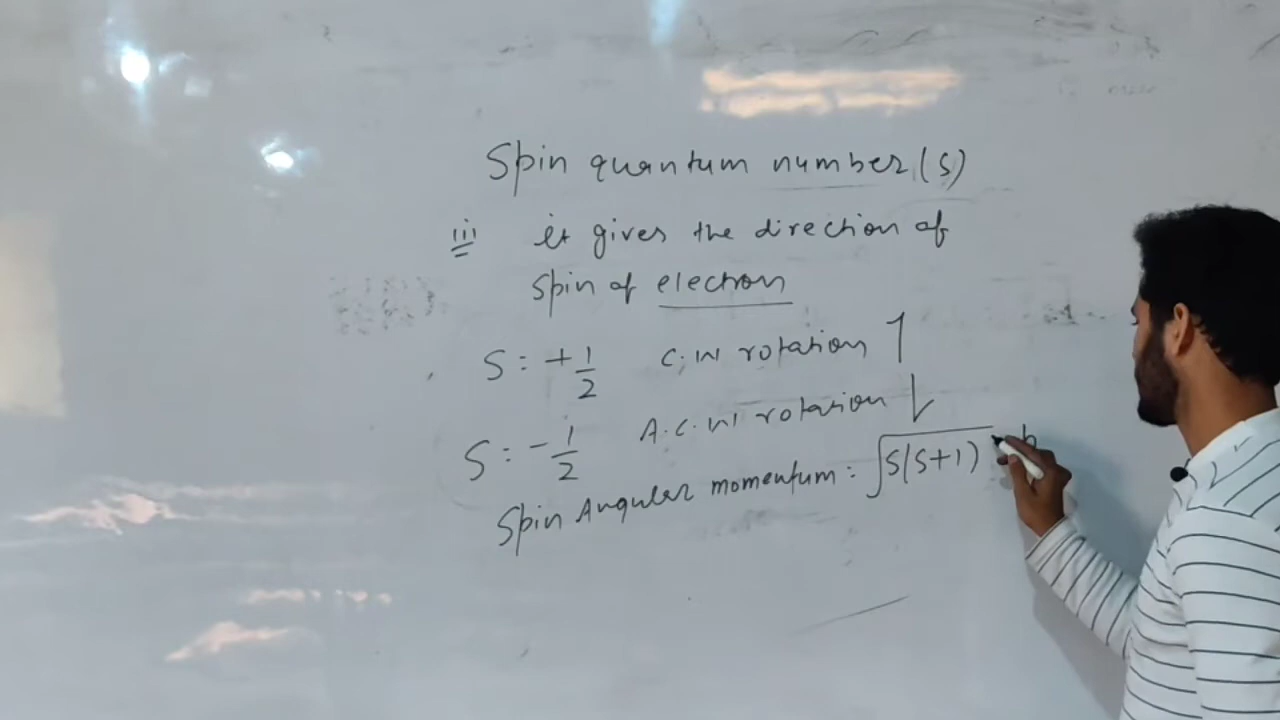 Spin quantum number (s)
iii it gives the direction of
spin of electron
S = +1/2 C.W rotation ↿
S = -1/2 A.C.W rotation ⇂
Spin Angular momentum = √S(S+1) h